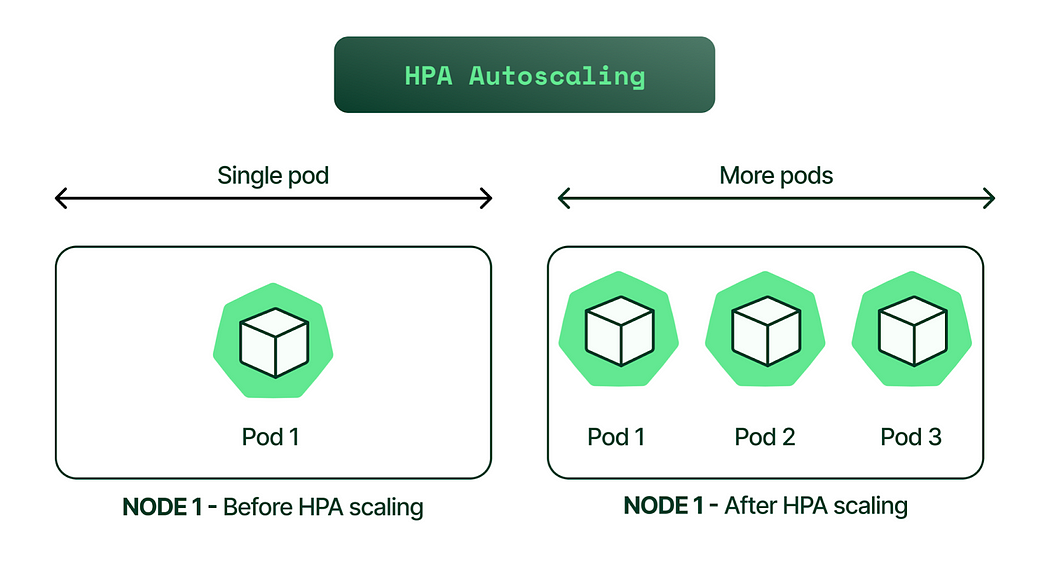 HPA Autoscaling
Single pod
More pods
Pod 1
Pod 1
Pod 2
Pod 3
NODE 1 - Before HPA scaling
NODE 1 - After HPA scaling